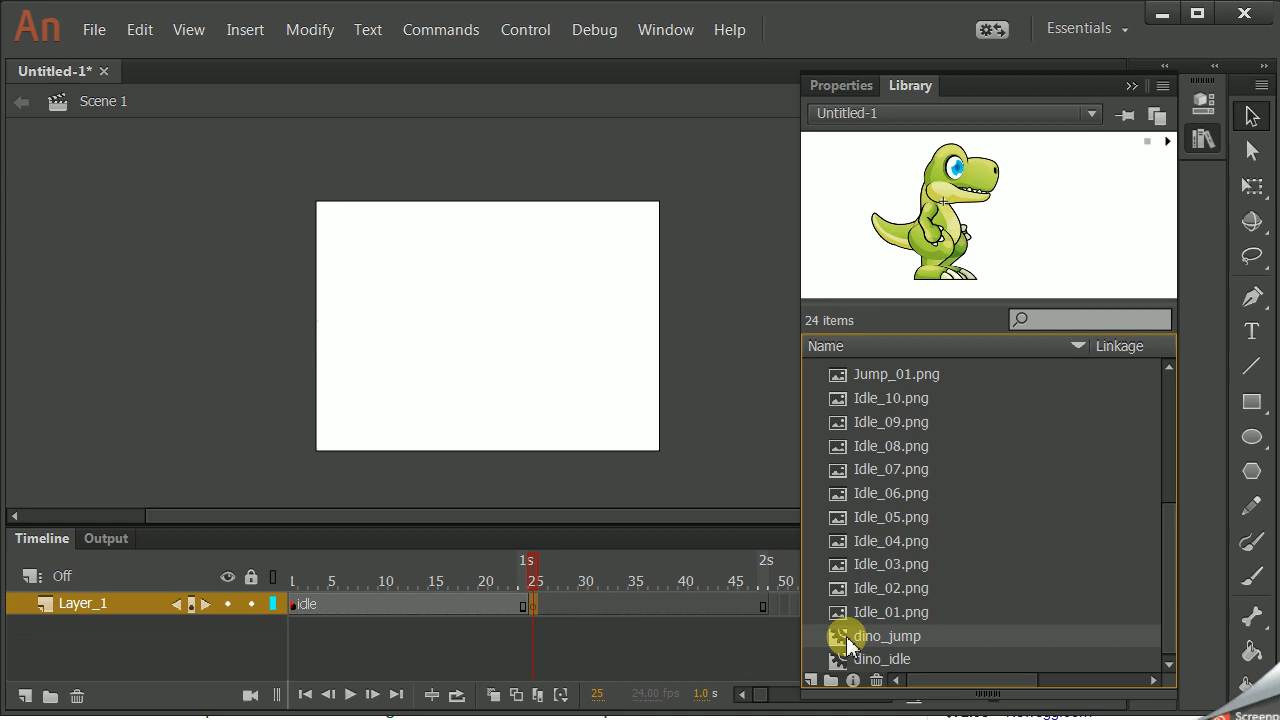 An File Edit View Insert Modify Text Commands Control Debug Window Help Essentials
Untitled-1* ×
Scene 1
Properties Library
Untitled-1
24 items
Name Linkage
Jump_01.png
Idle_10.png
Idle_09.png
Idle_08.png
Idle_07.png
Idle_06.png
Idle_05.png
Idle_04.png
Idle_03.png
Idle_02.png
Idle_01.png
dino_jump
dino_idle
Timeline Output
1s 2s
Off 1 5 10 15 20 25 30 35 40 45 50
Layer_1 idle
25 24.00 fps 1.0 s